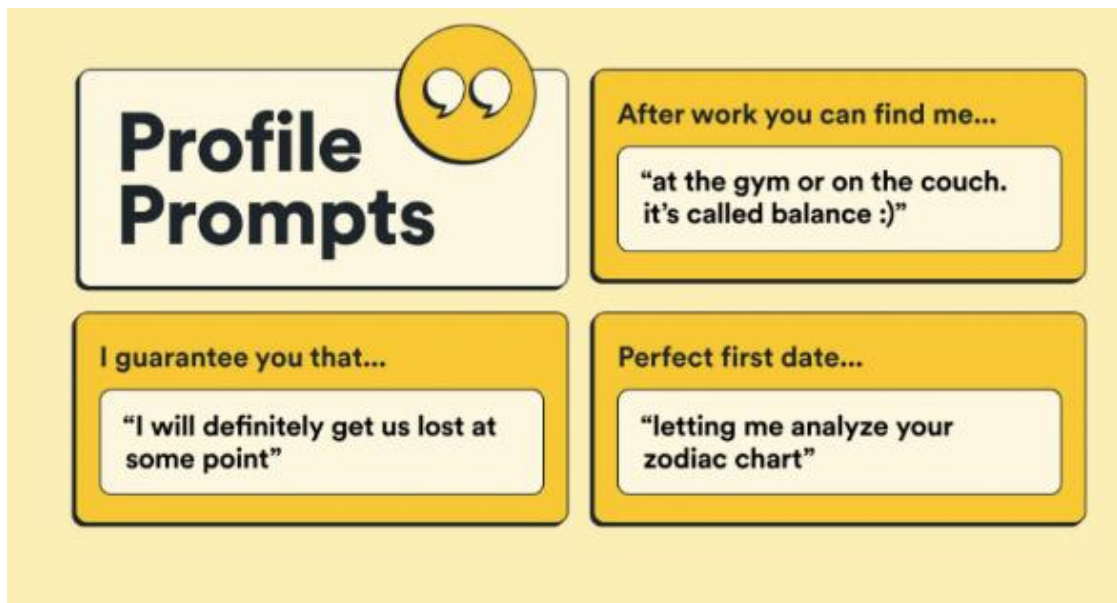 Profile
Prompts
After work you can find me...
“at the gym or on the couch.
it’s called balance :)”
I guarantee you that...
“I will definitely get us lost at
some point”
Perfect first date...
“letting me analyze your
zodiac chart”